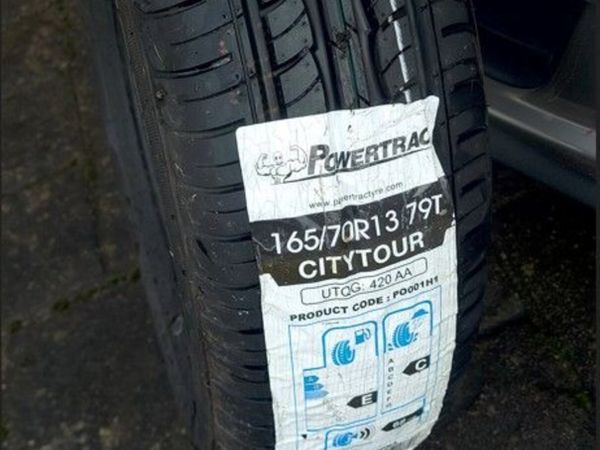 POWERTRAC
www.powertractyre.com
165/70R13 79T
CITYTOUR
UTQG: 420 AA
PRODUCT CODE : PO001H1
A
B
C
D
E
F
G
C
E